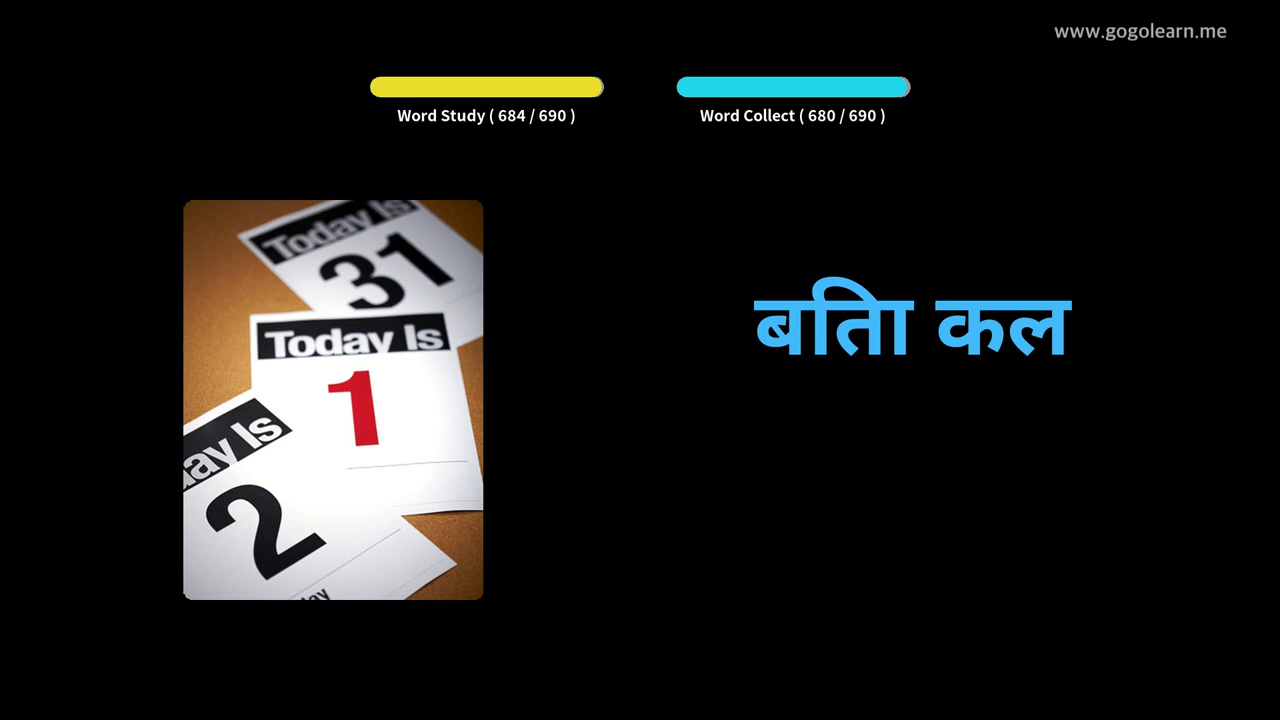 www.gogolearn.me
Word Study ( 684 / 690 )
Word Collect ( 680 / 690 )
Today Is
31
Today Is
1
ay Is
2
बतिा कल